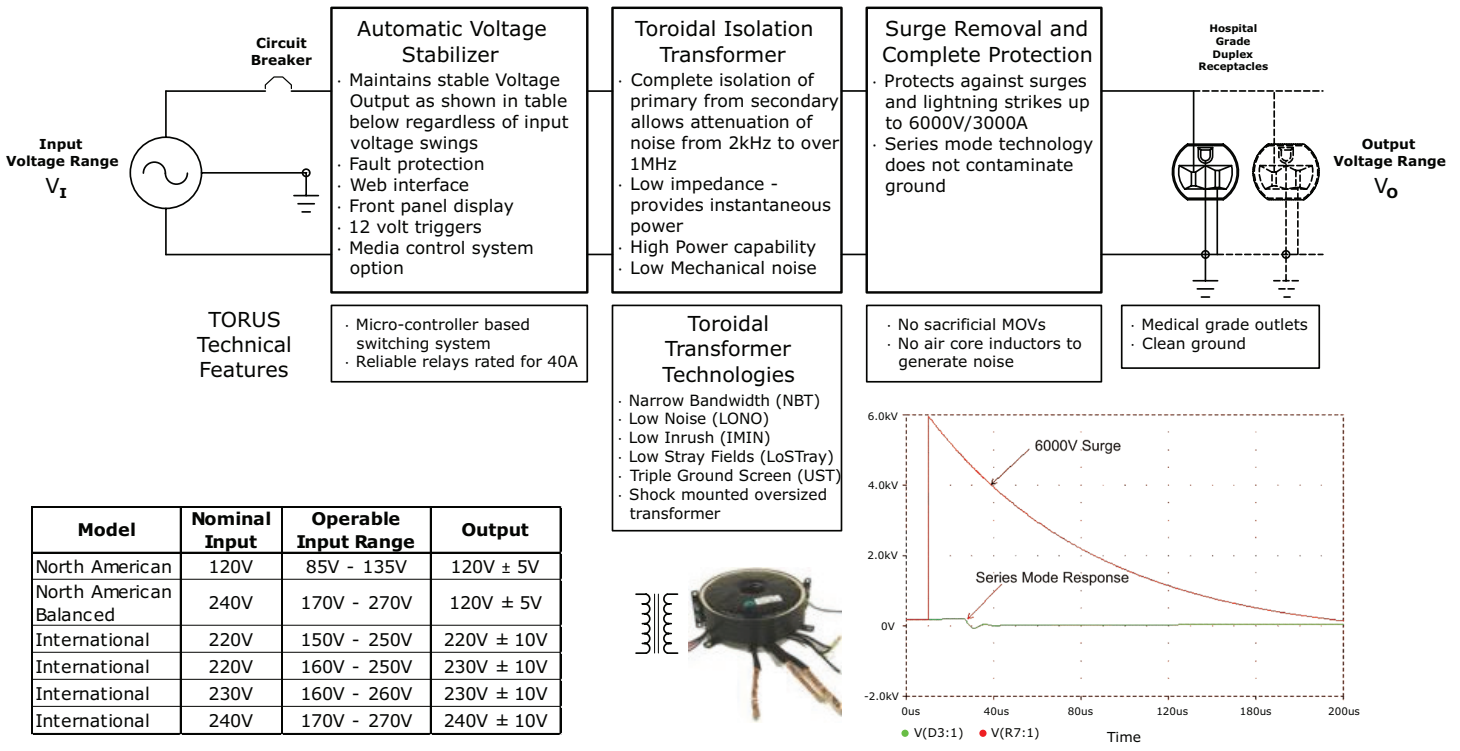 Circuit
Breaker
Input
Voltage Range
VI
Automatic Voltage
Stabilizer
· Maintains stable Voltage
Output as shown in table
below regardless of input
voltage swings
· Fault protection
· Web interface
· Front panel display
· 12 volt triggers
· Media control system
option
Toroidal Isolation
Transformer
· Complete isolation of
primary from secondary
allows attenuation of
noise from 2kHz to over
1MHz
· Low impedance -
provides instantaneous
power
· High Power capability
· Low Mechanical noise
Surge Removal and
Complete Protection
· Protects against surges
and lightning strikes up
to 6000V/3000A
· Series mode technology
does not contaminate
ground
Hospital
Grade
Duplex
Receptacles
Output
Voltage Range
VO
TORUS
Technical
Features
· Micro-controller based
switching system
· Reliable relays rated for 40A
Toroidal
Transformer
Technologies
· Narrow Bandwidth (NBT)
· Low Noise (LONO)
· Low Inrush (IMIN)
· Low Stray Fields (LoSTray)
· Triple Ground Screen (UST)
· Shock mounted oversized
transformer
· No sacrificial MOVs
· No air core inductors to
generate noise
· Medical grade outlets
· Clean ground
Model Nominal Input Operable Input Range Output
North American 120V 85V - 135V 120V ± 5V
North American Balanced 240V 170V - 270V 120V ± 5V
International 220V 150V - 250V 220V ± 10V
International 220V 160V - 250V 230V ± 10V
International 230V 160V - 260V 230V ± 10V
International 240V 170V - 270V 240V ± 10V
6.0kV
6000V Surge
4.0kV
2.0kV
Series Mode Response
0V
-2.0kV
0us 40us 80us 120us 180us 200us
V(D3:1) V(R7:1) Time